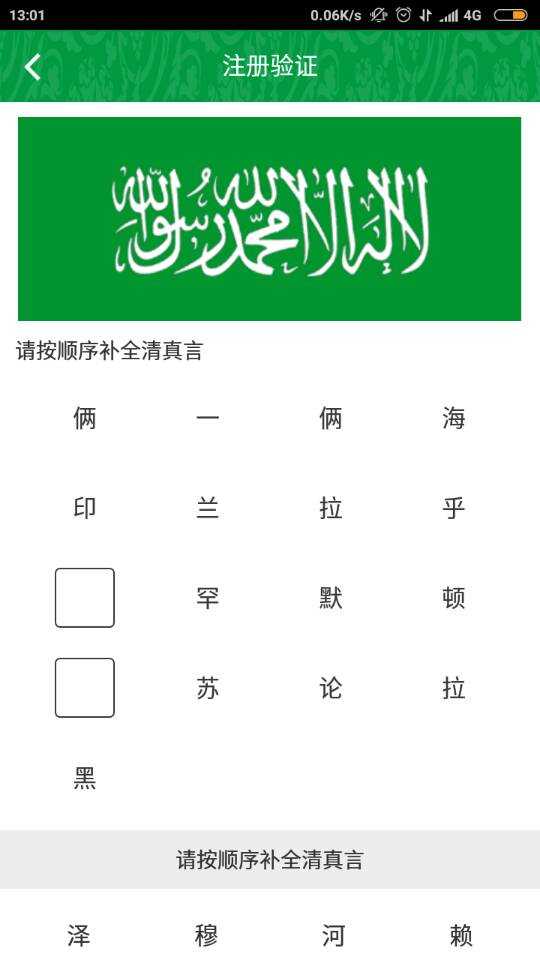 13:01 0.06K/s 4G
注册验证
لا إله إلا الله محمد رسول الله
请按顺序补全清真言
俩 一 俩 海
印 兰 拉 乎
罕 默 顿
苏 论 拉
黑
请按顺序补全清真言
泽 穆 河 赖